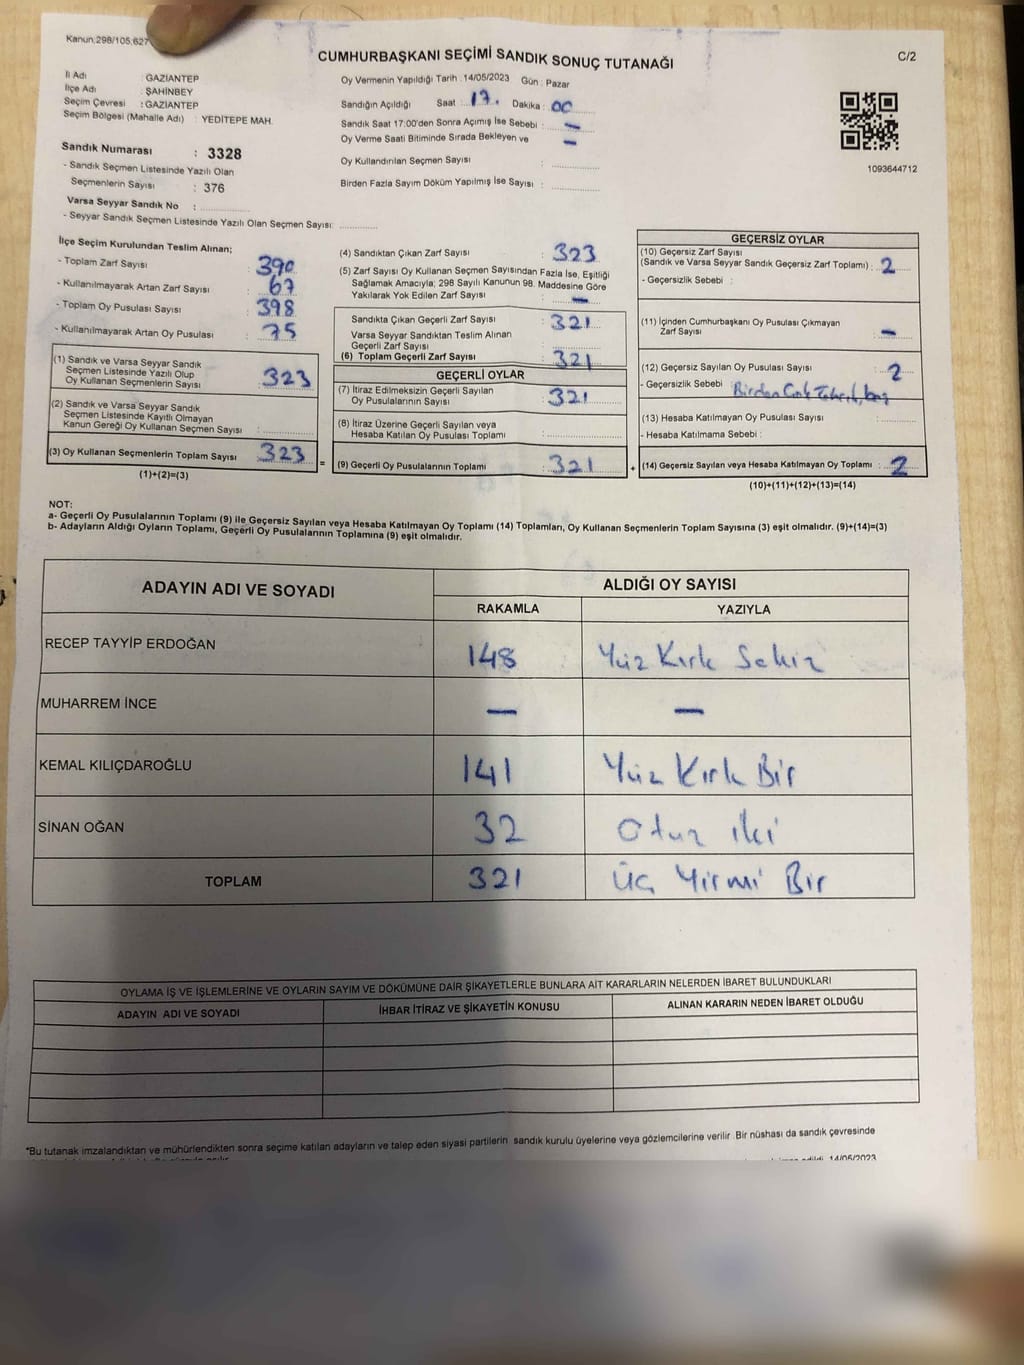 Kanun:298/105;627
CUMHURBAŞKANI SEÇİMİ SANDIK SONUÇ TUTANAĞI
C/2
İl Adı : GAZİANTEP
İlçe Adı : ŞAHİNBEY
Seçim Çevresi : GAZİANTEP
Seçim Bölgesi (Mahalle Adı) : YEDİTEPE MAH.
Sandık Numarası : 3328
- Sandık Seçmen Listesinde Yazılı Olan
Seçmenlerin Sayısı : 376
Varsa Seyyar Sandık No :
- Seyyar Sandık Seçmen Listesinde Yazılı Olan Seçmen Sayısı:
Oy Vermenin Yapıldığı Tarih : 14/05/2023 Gün : Pazar
Sandığın Açıldığı Saat : 17. Dakika : 00
Sandık Saat 17:00'den Sonra Açımış İse Sebebi : —
Oy Verme Saati Bitiminde Sırada Bekleyen ve —
Oy Kullandırılan Seçmen Sayısı :
Birden Fazla Sayım Döküm Yapılmış İse Sayısı :
1093644712
İlçe Seçim Kurulundan Teslim Alınan;
- Toplam Zarf Sayısı : 390
- Kullanılmayarak Artan Zarf Sayısı : 67
- Toplam Oy Pusulası Sayısı : 398
- Kullanılmayarak Artan Oy Pusulası : 75
(1) Sandık ve Varsa Seyyar Sandık
Seçmen Listesinde Yazılı Olup
Oy Kullanan Seçmenlerin Sayısı : 323
(2) Sandık ve Varsa Seyyar Sandık
Seçmen Listesinde Kayıtlı Olmayan
Kanun Gereği Oy Kullanan Seçmen Sayısı :
(3) Oy Kullanan Seçmenlerin Toplam Sayısı : 323
(1)+(2)=(3)
(4) Sandıktan Çıkan Zarf Sayısı : 323
(5) Zarf Sayısı Oy Kullanan Seçmen Sayısından Fazla İse, Eşitliği
Sağlamak Amacıyla; 298 Sayılı Kanunun 98. Maddesine Göre
Yakılarak Yok Edilen Zarf Sayısı : —
Sandıkta Çıkan Geçerli Zarf Sayısı : 321
Varsa Seyyar Sandıktan Teslim Alınan
Geçerli Zarf Sayısı :
(6) Toplam Geçerli Zarf Sayısı : 321
GEÇERLİ OYLAR
(7) İtiraz Edilmeksizin Geçerli Sayılan
Oy Pusulalarının Sayısı : 321
(8) İtiraz Üzerine Geçerli Sayılan veya
Hesaba Katılan Oy Pusulası Toplamı :
= (9) Geçerli Oy Pusulalarının Toplamı : 321 +
GEÇERSİZ OYLAR
(10) Geçersiz Zarf Sayısı
(Sandık ve Varsa Seyyar Sandık Geçersiz Zarf Toplamı) : 2
- Geçersizlik Sebebi :
(11) İçinden Cumhurbaşkanı Oy Pusulası Çıkmayan
Zarf Sayısı : —
(12) Geçersiz Sayılan Oy Pusulası Sayısı : 2
- Geçersizlik Sebebi : Birden Çok
(13) Hesaba Katılmayan Oy Pusulası Sayısı :
- Hesaba Katılmama Sebebi :
(14) Geçersiz Sayılan veya Hesaba Katılmayan Oy Toplamı : 2
(10)+(11)+(12)+(13)=(14)
NOT:
a- Geçerli Oy Pusulalarının Toplamı (9) ile Geçersiz Sayılan veya Hesaba Katılmayan Oy Toplamı (14) Toplamları, Oy Kullanan Seçmenlerin Toplam Sayısına (3) eşit olmalıdır. (9)+(14)=(3)
b- Adayların Aldığı Oyların Toplamı, Geçerli Oy Pusulalarının Toplamına (9) eşit olmalıdır.
ADAYIN ADI VE SOYADI
ALDIĞI OY SAYISI
RAKAMLA YAZIYLA
RECEP TAYYİP ERDOĞAN 148 Yüz Kırk Sekiz
MUHARREM İNCE — —
KEMAL KILIÇDAROĞLU 141 Yüz Kırk Bir
SİNAN OĞAN 32 Otuz iki
TOPLAM 321 Üç Yirmi Bir
OYLAMA İŞ VE İŞLEMLERİNE VE OYLARIN SAYIM VE DÖKÜMÜNE DAİR ŞİKAYETLERLE BUNLARA AİT KARARLARIN NELERDEN İBARET BULUNDUKLARI
ADAYIN ADI VE SOYADI İHBAR İTİRAZ VE ŞİKAYETİN KONUSU ALINAN KARARIN NEDEN İBARET OLDUĞU
*Bu tutanak imzalandıktan ve mühürlendikten sonra seçime katılan adayların ve talep eden siyasi partilerin sandık kurulu üyelerine veya gözlemcilerine verilir. Bir nüshası da sandık çevresinde
14/05/2023